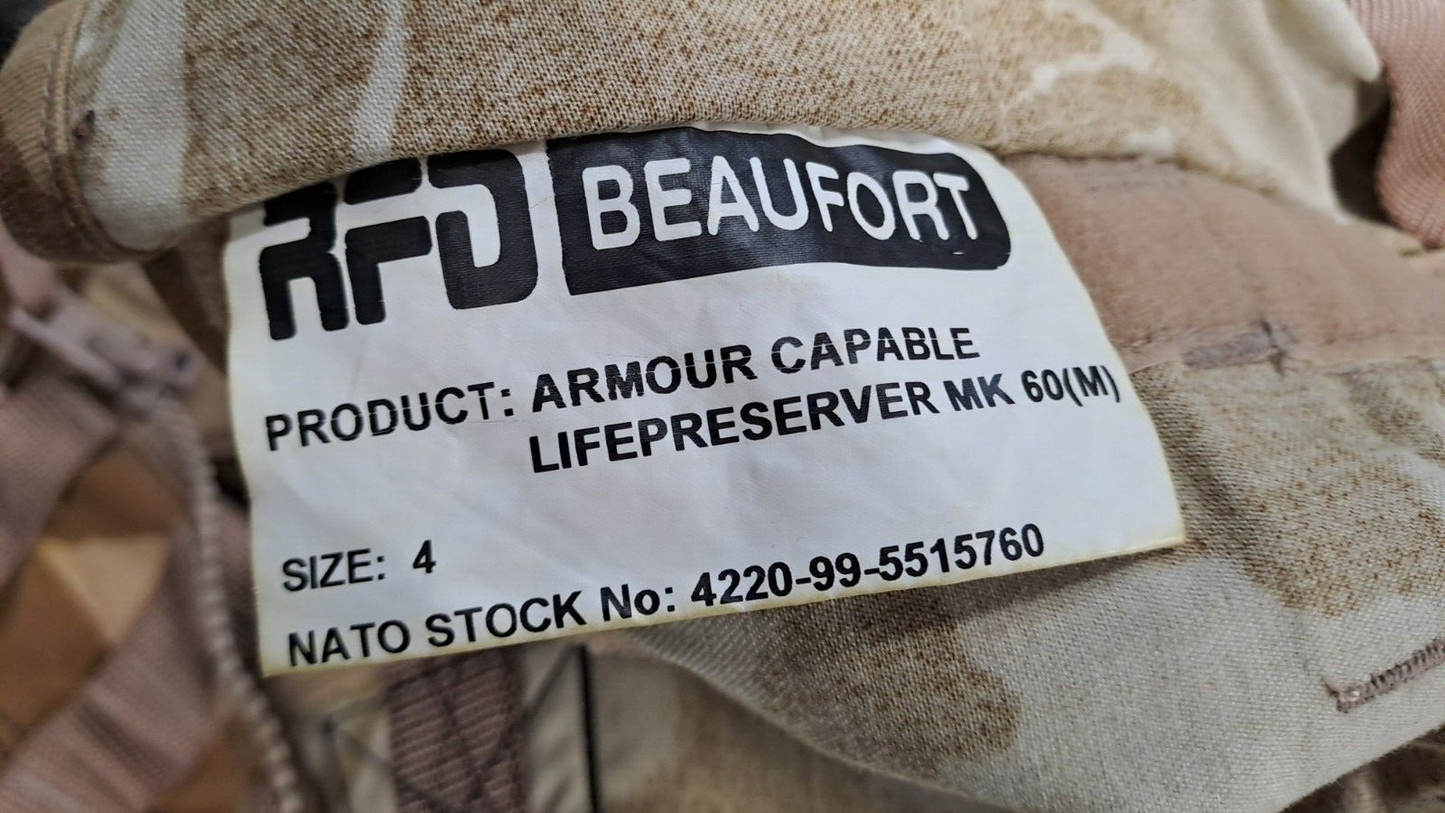 RFD BEAUFORT
PRODUCT: ARMOUR CAPABLE
LIFEPRESERVER MK 60(M)
SIZE: 4
NATO STOCK No: 4220-99-5515760